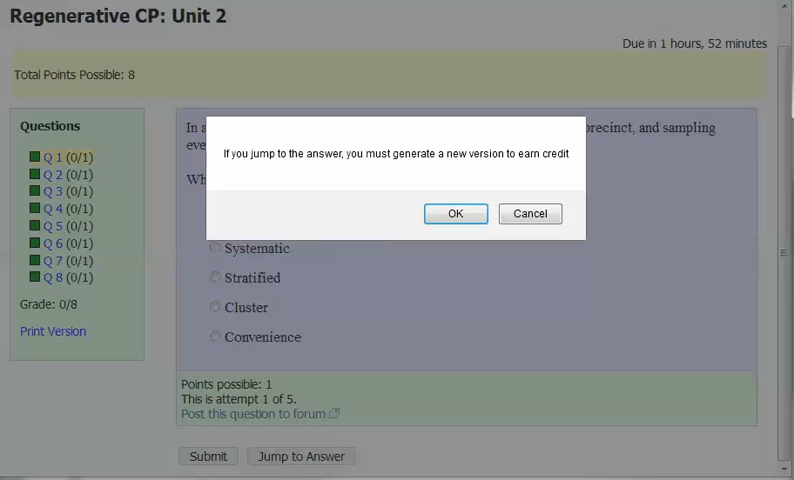 Regenerative CP: Unit 2
Due in 1 hours, 52 minutes
Total Points Possible: 8
Questions
Q 1 (0/1)
Q 2 (0/1)
Q 3 (0/1)
Q 4 (0/1)
Q 5 (0/1)
Q 6 (0/1)
Q 7 (0/1)
Q 8 (0/1)
Grade: 0/8
Print Version
In precinct, and sampling
If you jump to the answer, you must generate a new version to earn credit
OK Cancel
Systematic
Stratified
Cluster
Convenience
Points possible: 1
This is attempt 1 of 5.
Post this question to forum
Submit Jump to Answer